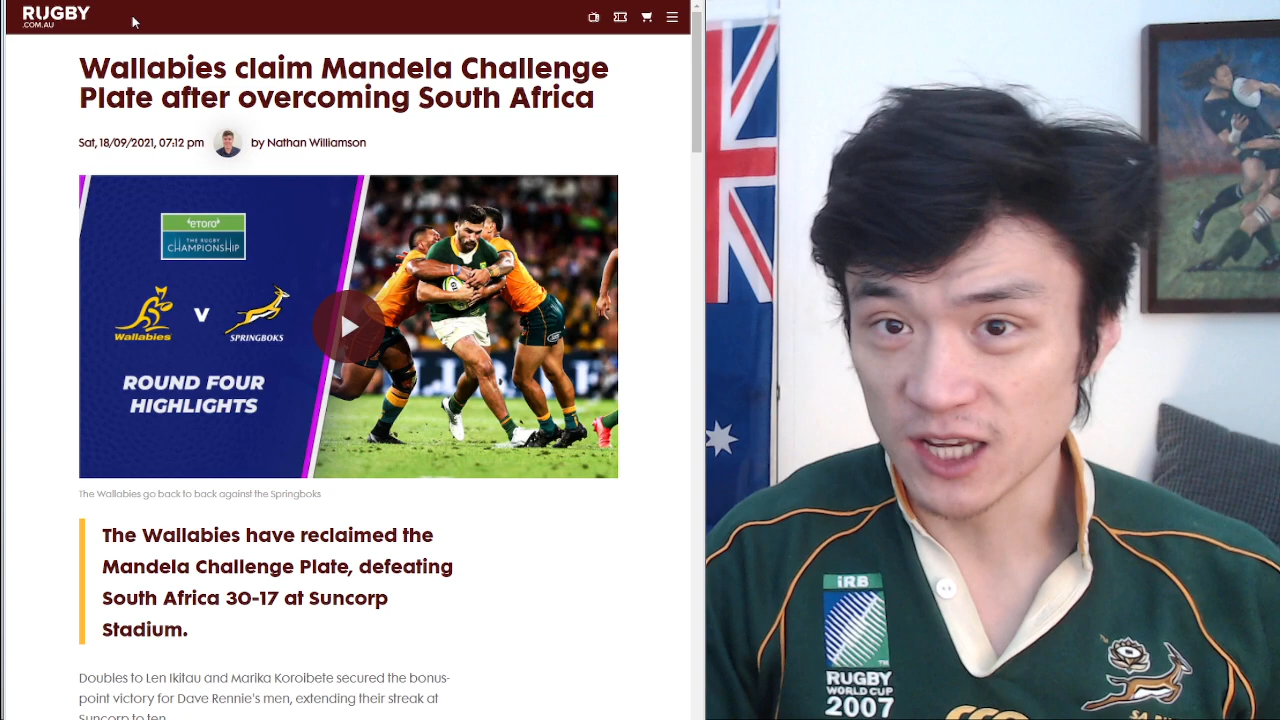 RUGBY
.COM.AU
Wallabies claim Mandela Challenge
Plate after overcoming South Africa
Sat, 18/09/2021, 07:12 pm by Nathan Williamson
eToro
THE RUGBY
CHAMPIONSHIP
Wallabies
V
SPRINGBOKS
ROUND FOUR
HIGHLIGHTS
The Wallabies go back to back against the Springboks
The Wallabies have reclaimed the
Mandela Challenge Plate, defeating
South Africa 30-17 at Suncorp
Stadium.
Doubles to Len Ikitau and Marika Koroibete secured the bonus-
point victory for Dave Rennie's men, extending their streak at
Suncorp to ten.
iRB
TM
RUGBY
WORLD CUP
2007